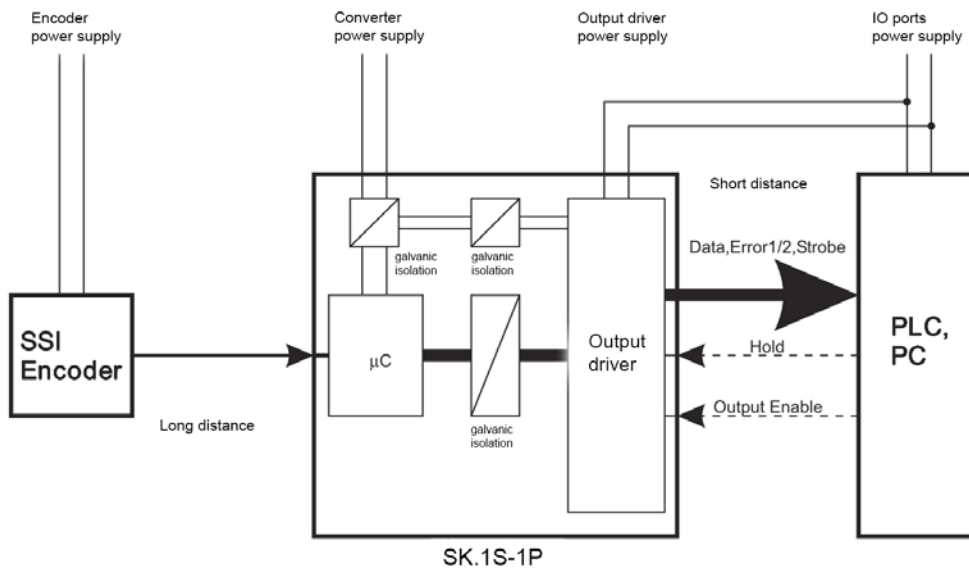 Encoder
power supply
Converter
power supply
Output driver
power supply
IO ports
power supply
Short distance
galvanic
isolation
galvanic
isolation
Data,Error1/2,Strobe
SSI
Encoder
µC
Output
driver
PLC,
PC
Hold
Output Enable
Long distance
galvanic
isolation
SK.1S-1P